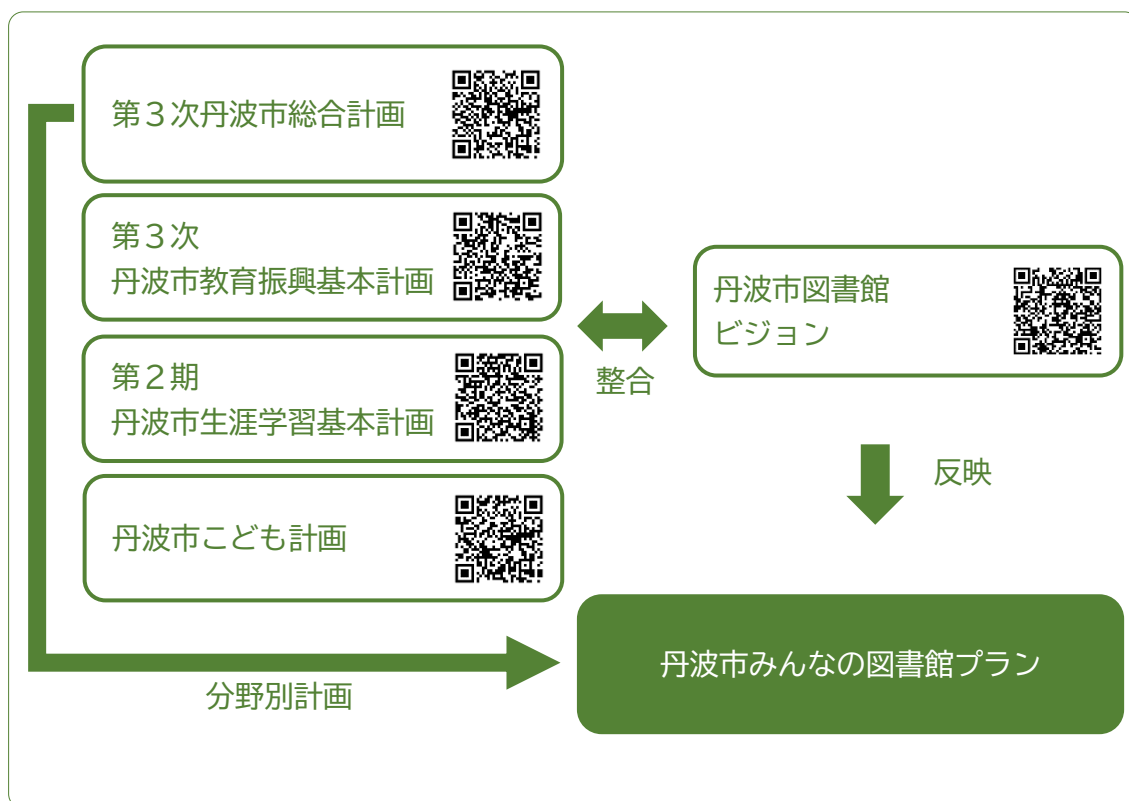 第３次丹波市総合計画
第３次
丹波市教育振興基本計画
第２期
丹波市生涯学習基本計画
丹波市こども計画
整合
丹波市図書館
ビジョン
反映
丹波市みんなの図書館プラン
分野別計画